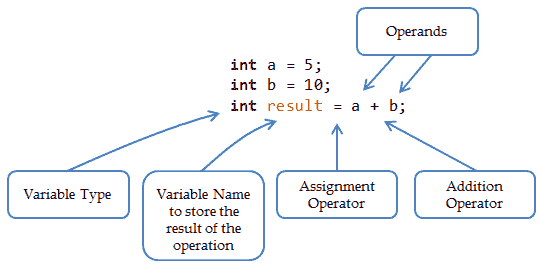 Operands
int a = 5;
int b = 10;
int result = a + b;
Variable Type
Variable Name
to store the
result of the
operation
Assignment
Operator
Addition
Operator